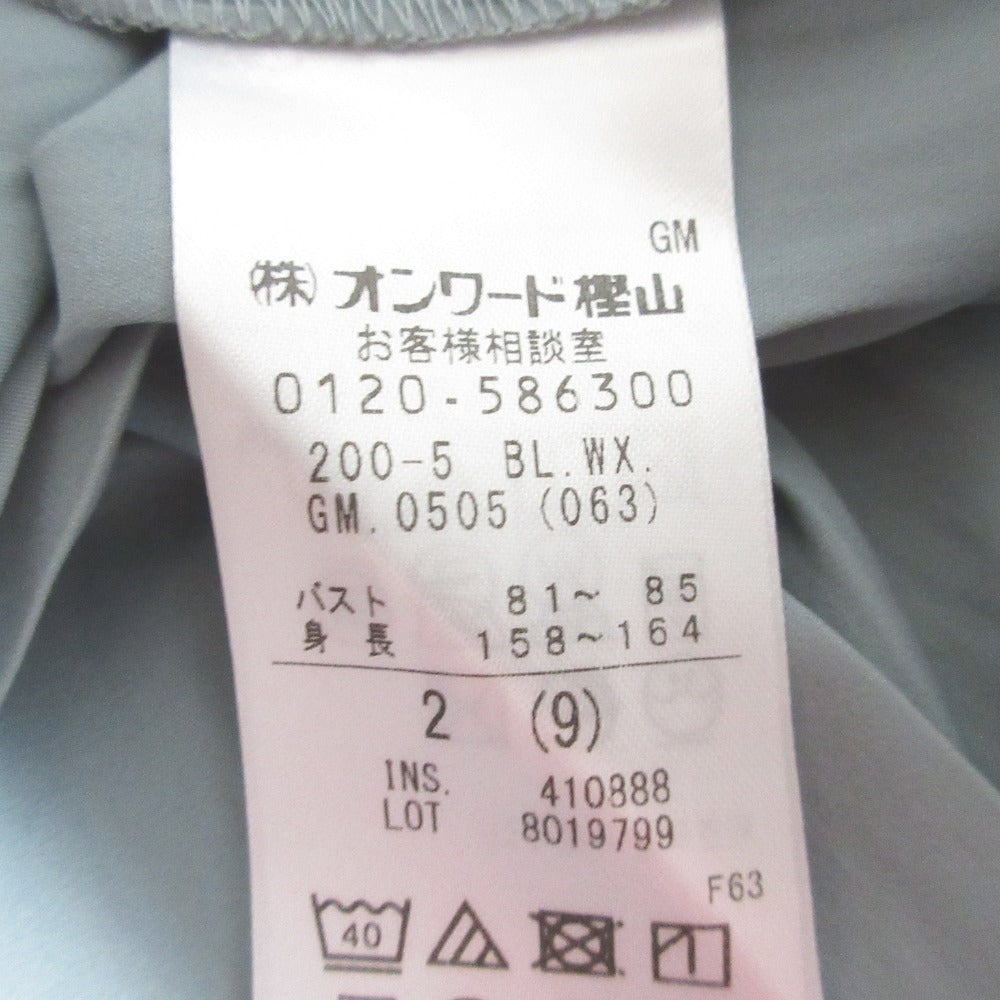 GM
(株)オンワード樫山
お客様相談室
0120-586300
200-5 BL.WX.
GM.0505(063)
バスト 81~ 85
身長 158~164
2 (9)
INS. 410888
LOT 8019799
F63
40